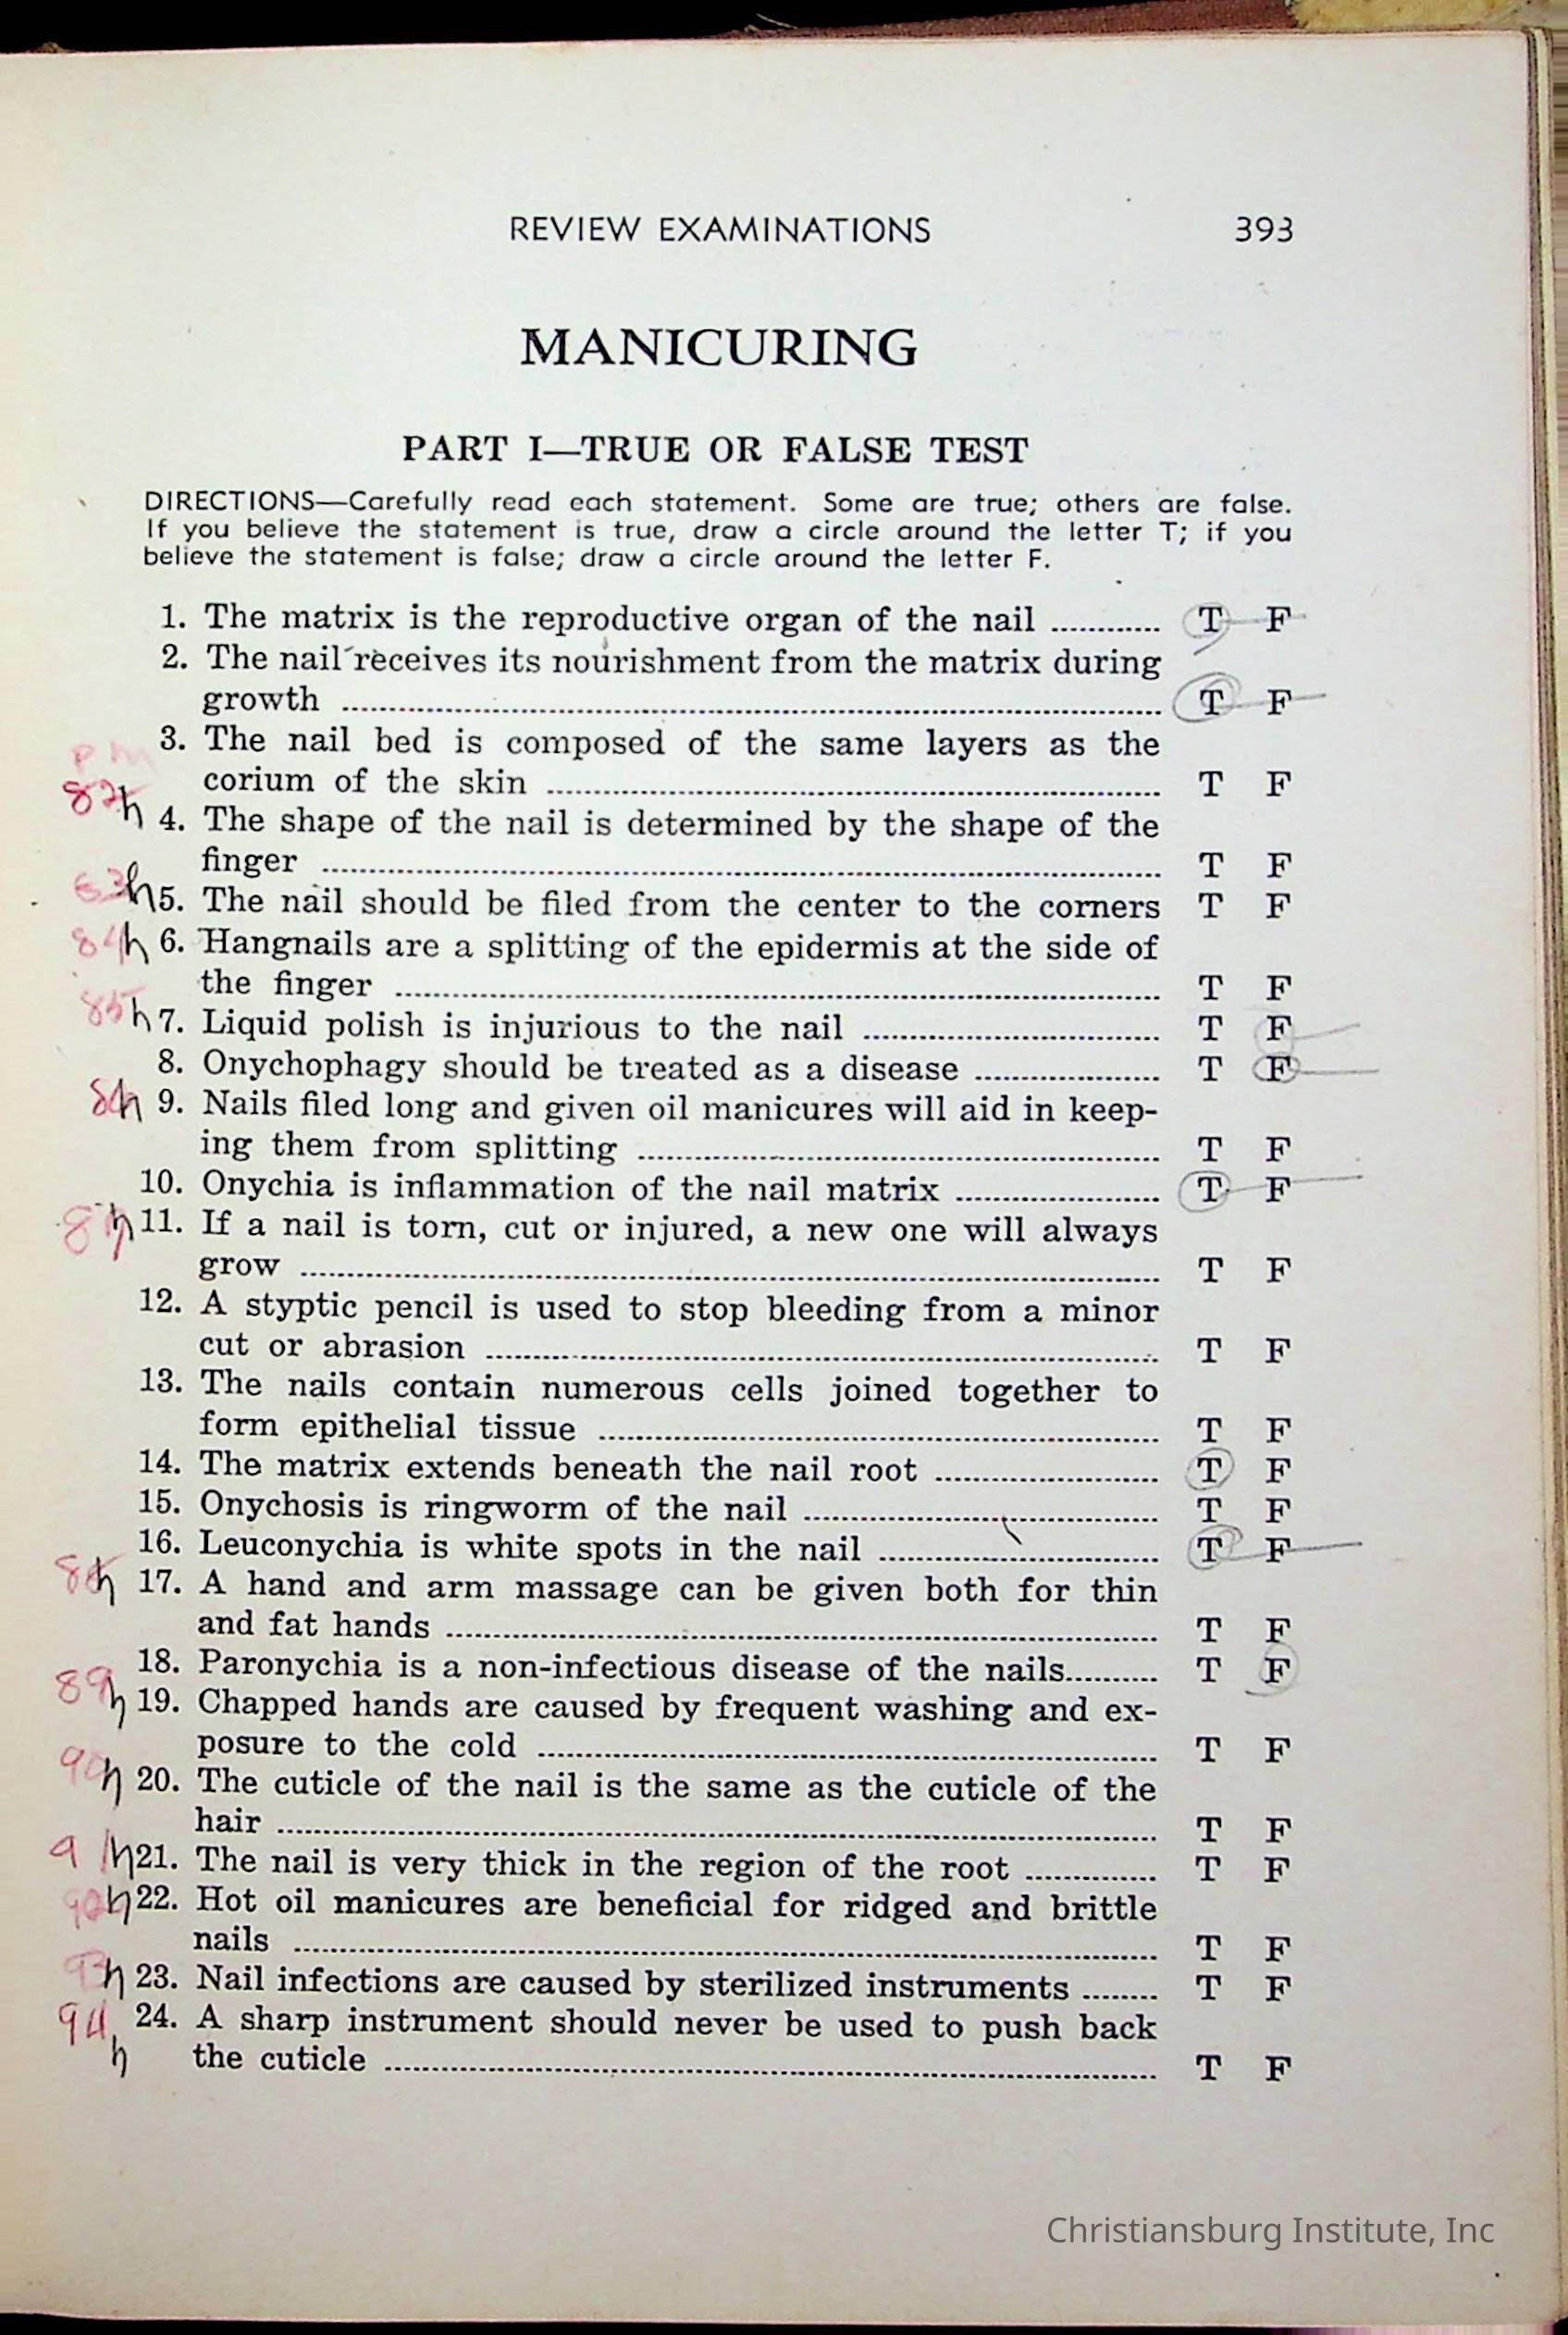 REVIEW EXAMINATIONS 393
MANICURING
PART I—TRUE OR FALSE TEST
DIRECTIONS—Carefully read each statement. Some are true; others are false.
If you believe the statement is true, draw a circle around the letter T; if you
believe the statement is false; draw a circle around the letter F.
1. The matrix is the reproductive organ of the nail ............ T F
2. The nail receives its nourishment from the matrix during
growth ............ T F
3. The nail bed is composed of the same layers as the
corium of the skin ............ T F
82 h 4. The shape of the nail is determined by the shape of the
finger ............ T F
83 h 5. The nail should be filed from the center to the corners T F
84 h 6. Hangnails are a splitting of the epidermis at the side of
the finger ............ T F
85 h 7. Liquid polish is injurious to the nail ............ T F
8. Onychophagy should be treated as a disease ............ T F
h 9. Nails filed long and given oil manicures will aid in keep-
ing them from splitting ............ T F
10. Onychia is inflammation of the nail matrix ............ T F
h 11. If a nail is torn, cut or injured, a new one will always
grow ............ T F
12. A styptic pencil is used to stop bleeding from a minor
cut or abrasion ............ T F
13. The nails contain numerous cells joined together to
form epithelial tissue ............ T F
14. The matrix extends beneath the nail root ............ T F
15. Onychosis is ringworm of the nail ............ T F
16. Leuconychia is white spots in the nail ............ T F
h 17. A hand and arm massage can be given both for thin
and fat hands ............ T F
18. Paronychia is a non-infectious disease of the nails.......... T F
89 h 19. Chapped hands are caused by frequent washing and ex-
posure to the cold ............ T F
90 h 20. The cuticle of the nail is the same as the cuticle of the
hair ............ T F
91 h 21. The nail is very thick in the region of the root ............ T F
h 22. Hot oil manicures are beneficial for ridged and brittle
nails ............ T F
93 h 23. Nail infections are caused by sterilized instruments ........ T F
94 h 24. A sharp instrument should never be used to push back
the cuticle ............ T F
Christiansburg Institute, Inc